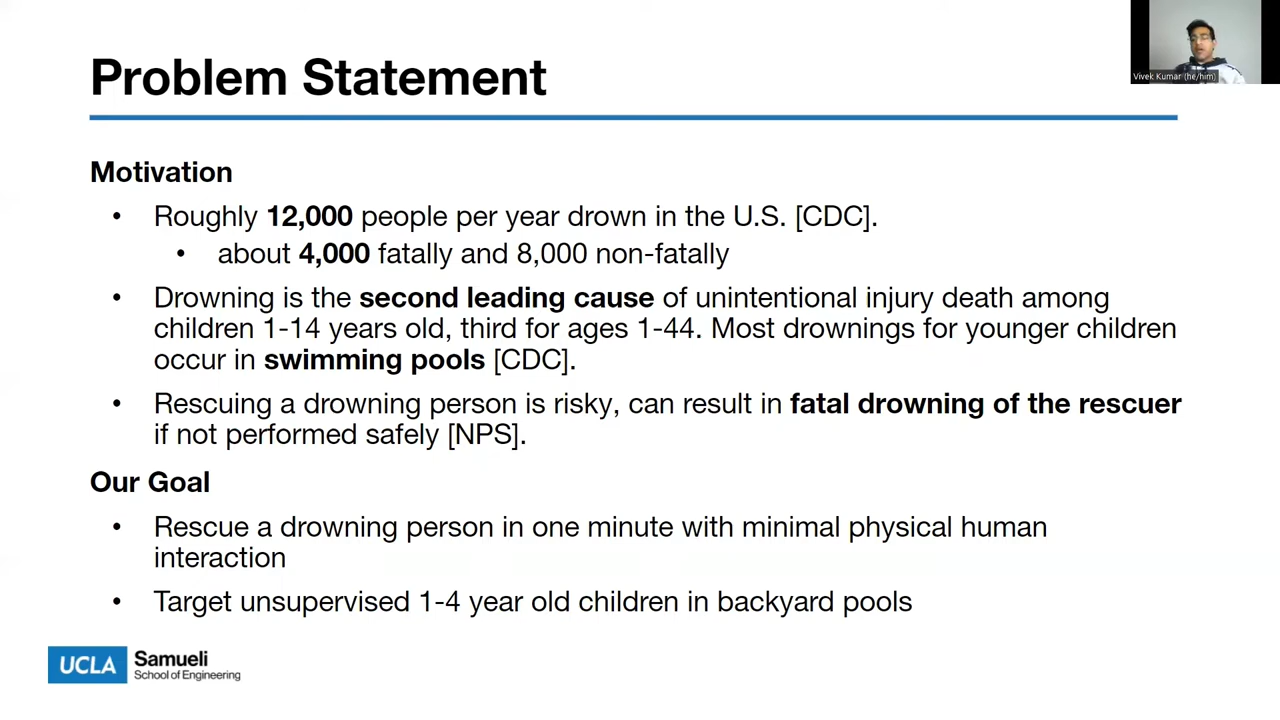 Problem Statement
Vivek Kumar (he/him)
Motivation
• Roughly 12,000 people per year drown in the U.S. [CDC].
• about 4,000 fatally and 8,000 non-fatally
• Drowning is the second leading cause of unintentional injury death among
children 1-14 years old, third for ages 1-44. Most drownings for younger children
occur in swimming pools [CDC].
• Rescuing a drowning person is risky, can result in fatal drowning of the rescuer
if not performed safely [NPS].
Our Goal
• Rescue a drowning person in one minute with minimal physical human
interaction
• Target unsupervised 1-4 year old children in backyard pools
UCLA Samueli
School of Engineering